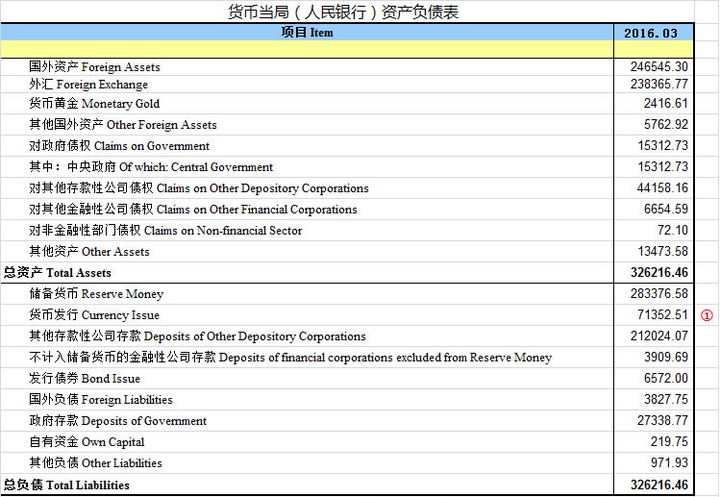 货币当局（人民银行）资产负债表
项目 Item 2016.03
国外资产 Foreign Assets 246545.30
外汇 Foreign Exchange 238365.77
货币黄金 Monetary Gold 2416.61
其他国外资产 Other Foreign Assets 5762.92
对政府债权 Claims on Government 15312.73
其中：中央政府 Of which: Central Government 15312.73
对其他存款性公司债权 Claims on Other Depository Corporations 44158.16
对其他金融性公司债权 Claims on Other Financial Corporations 6654.59
对非金融性部门债权 Claims on Non-financial Sector 72.10
其他资产 Other Assets 13473.58
总资产 Total Assets 326216.46
储备货币 Reserve Money 283376.58
货币发行 Currency Issue 71352.51 ①
其他存款性公司存款 Deposits of Other Depository Corporations 212024.07
不计入储备货币的金融性公司存款 Deposits of financial corporations excluded from Reserve Money 3909.69
发行债券 Bond Issue 6572.00
国外负债 Foreign Liabilities 3827.75
政府存款 Deposits of Government 27338.77
自有资金 Own Capital 219.75
其他负债 Other Liabilities 971.93
总负债 Total Liabilities 326216.46